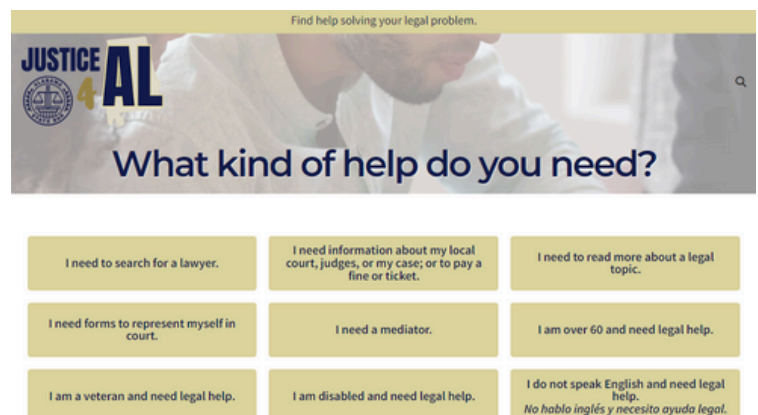 Find help solving your legal problem.
JUSTICE
4 AL
What kind of help do you need?
I need to search for a lawyer.
I need information about my local
court, judges, or my case; or to pay a
fine or ticket.
I need to read more about a legal
topic.
I need forms to represent myself in
court.
I need a mediator.
I am over 60 and need legal help.
I am a veteran and need legal help.
I am disabled and need legal help.
I do not speak English and need legal
help.
No hablo inglés y necesito ayuda legal.